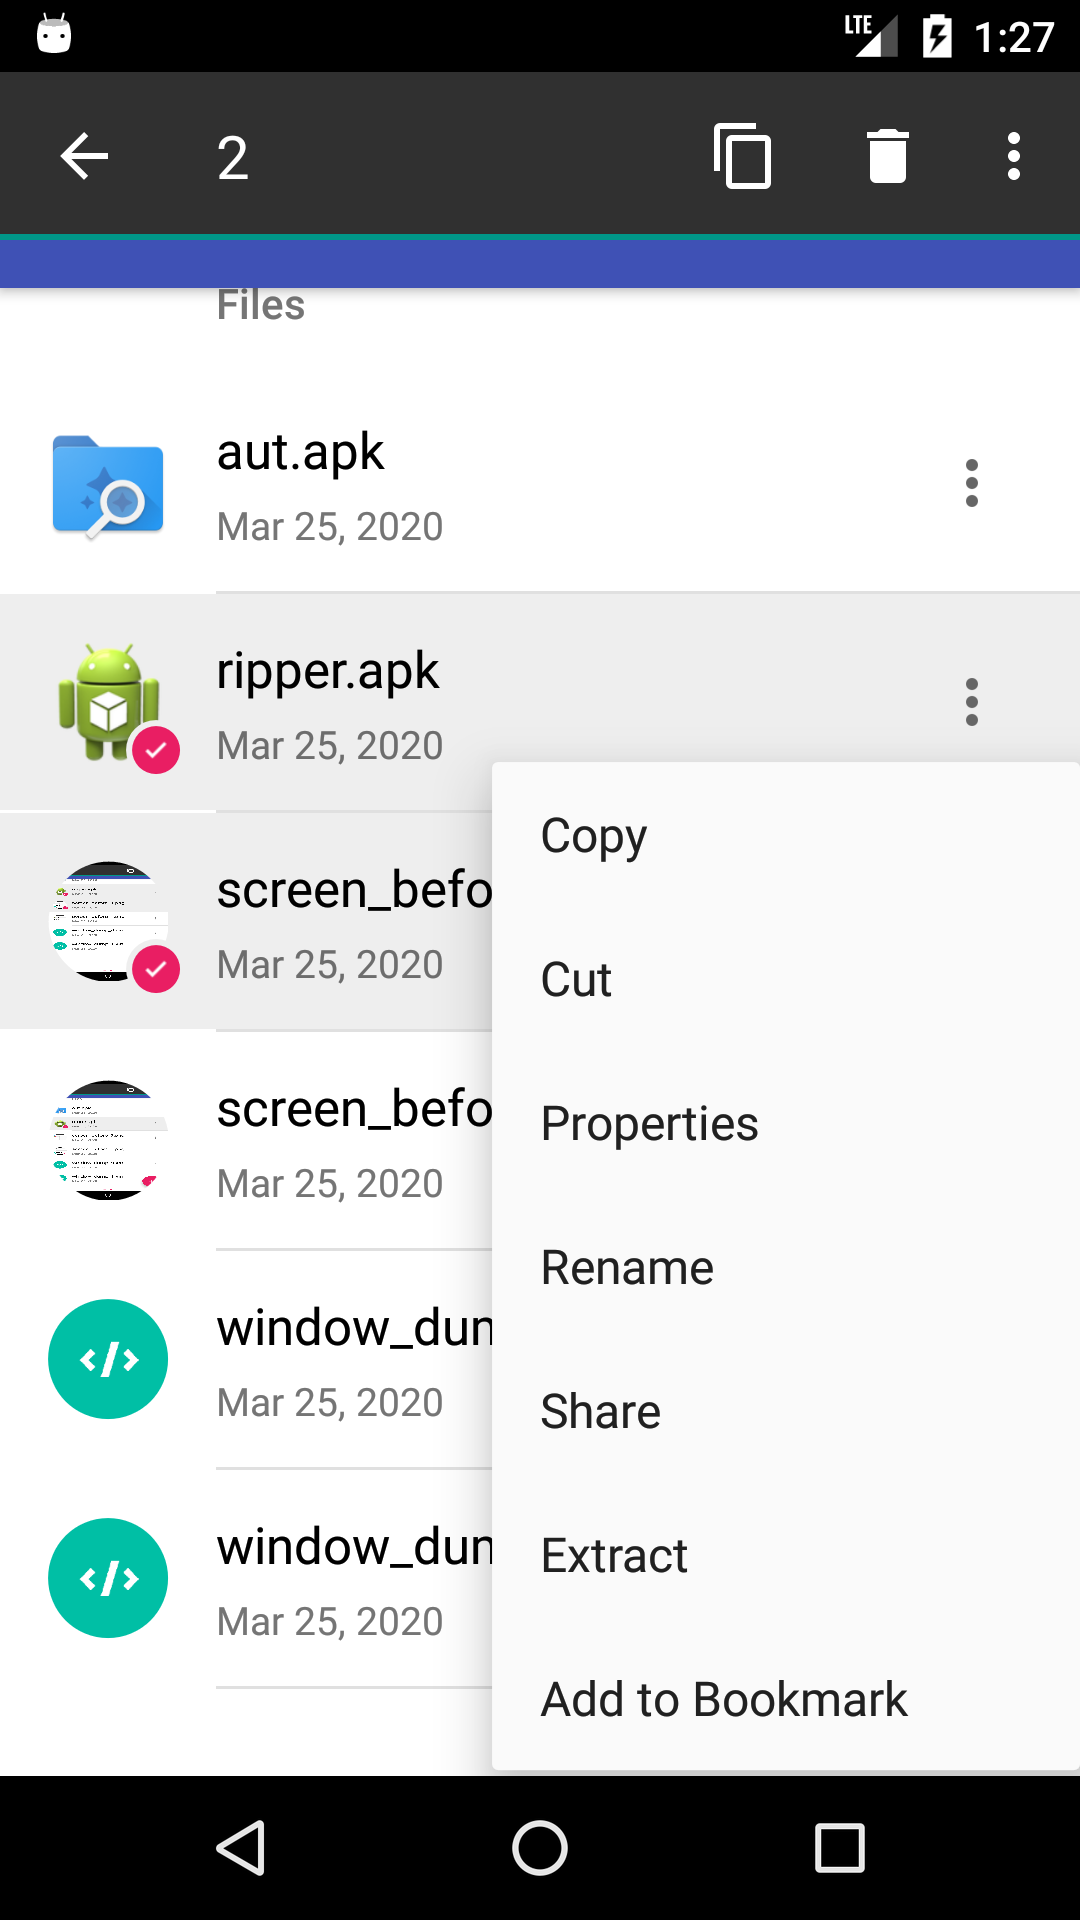 LTE 1:27
2
Files
aut.apk
Mar 25, 2020
ripper.apk
Mar 25, 2020
screen_befo
Mar 25, 2020
screen_befo
Mar 25, 2020
window_dum
Mar 25, 2020
window_dum
Mar 25, 2020
Copy
Cut
Properties
Rename
Share
Extract
Add to Bookmark